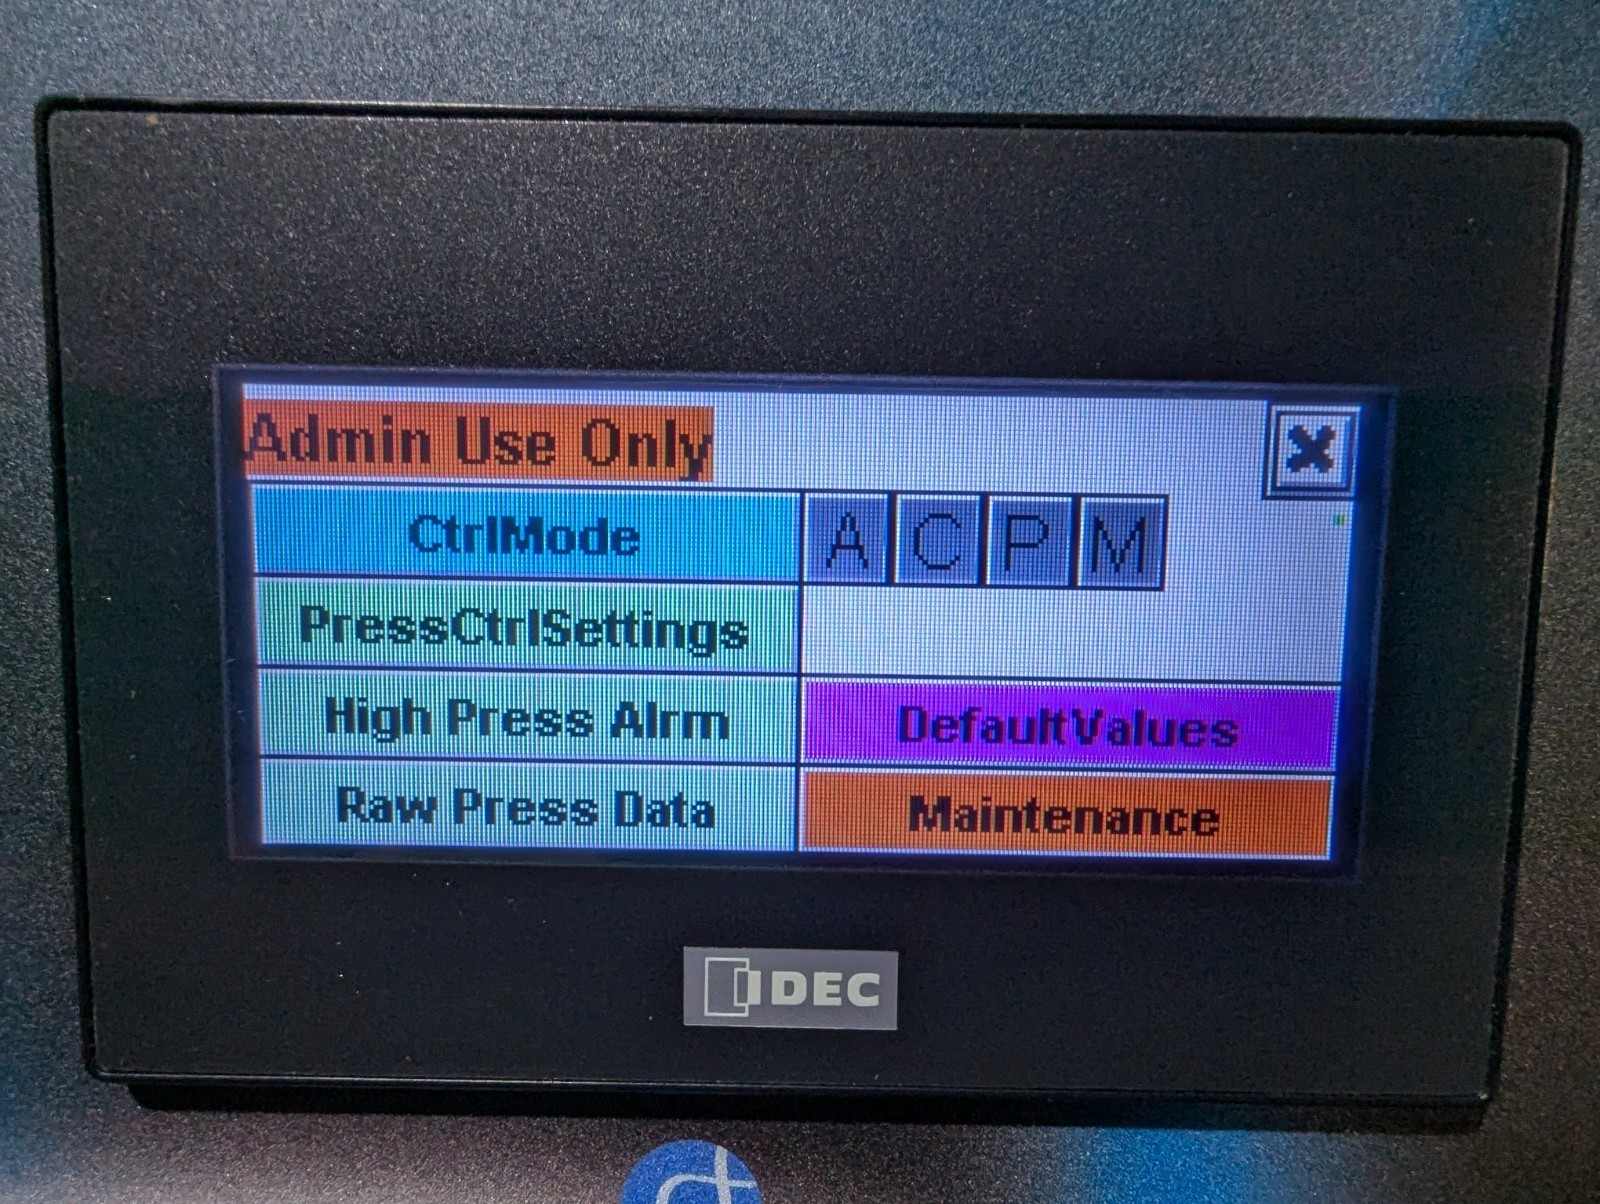 Admin Use Only
CtrlMode A C P M
PressCtrlSettings
High Press Alrm DefaultValues
Raw Press Data Maintenance
IDEC